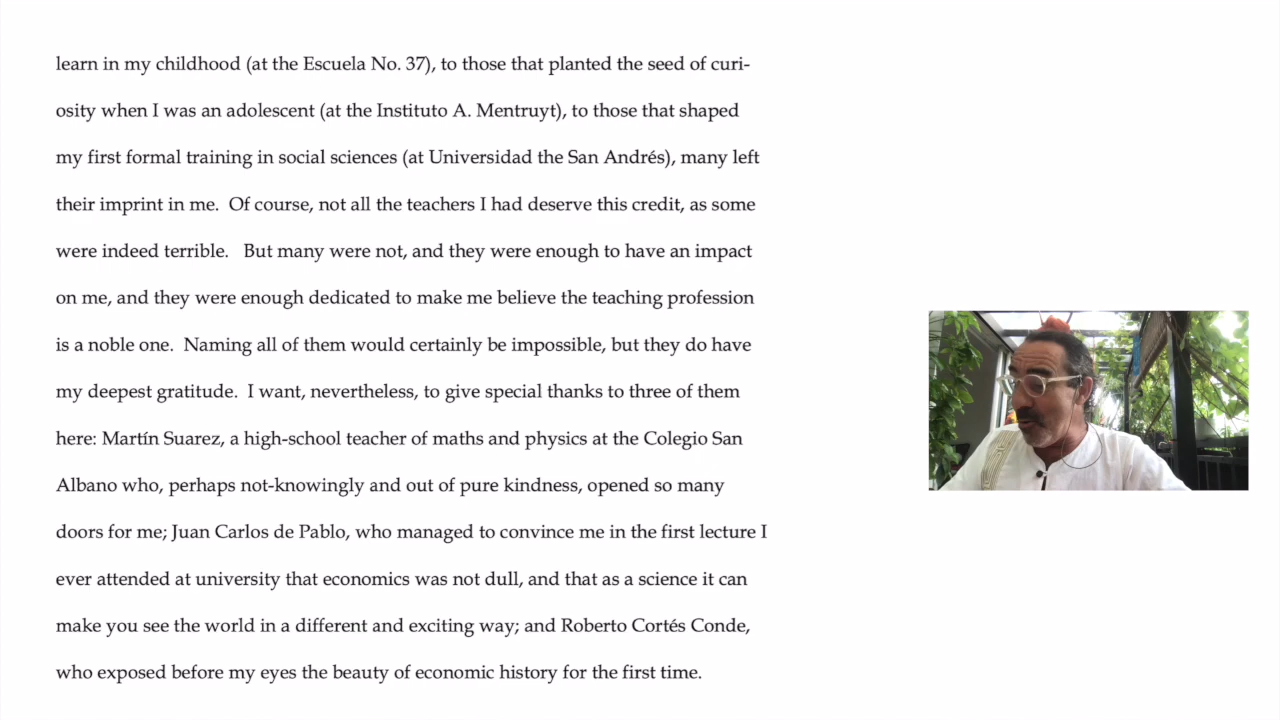 learn in my childhood (at the Escuela No. 37), to those that planted the seed of curi-
osity when I was an adolescent (at the Instituto A. Mentruyt), to those that shaped
my first formal training in social sciences (at Universidad the San Andrés), many left
their imprint in me. Of course, not all the teachers I had deserve this credit, as some
were indeed terrible. But many were not, and they were enough to have an impact
on me, and they were enough dedicated to make me believe the teaching profession
is a noble one. Naming all of them would certainly be impossible, but they do have
my deepest gratitude. I want, nevertheless, to give special thanks to three of them
here: Martín Suarez, a high-school teacher of maths and physics at the Colegio San
Albano who, perhaps not-knowingly and out of pure kindness, opened so many
doors for me; Juan Carlos de Pablo, who managed to convince me in the first lecture I
ever attended at university that economics was not dull, and that as a science it can
make you see the world in a different and exciting way; and Roberto Cortés Conde,
who exposed before my eyes the beauty of economic history for the first time.